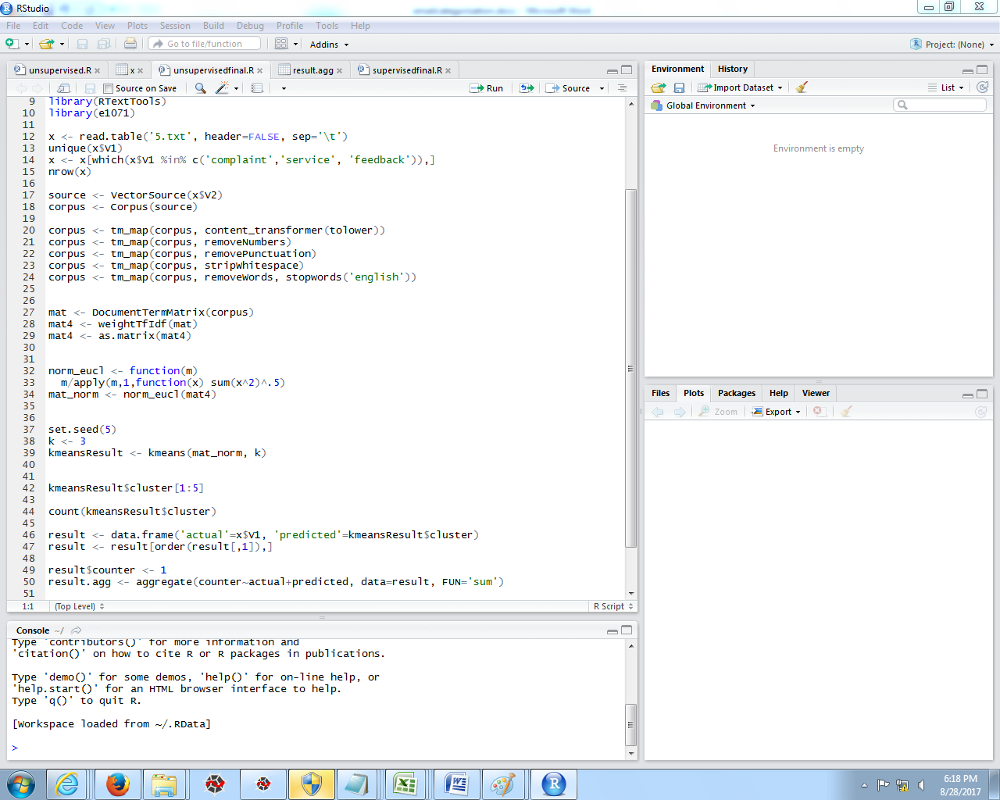 RStudio
File Edit Code View Plots Session Build Debug Profile Tools Help
Go to file/function Addins Project: (None)
unsupervised.R x unsupervisedfinal.R result.agg supervisedfinal.R
Source on Save Run Source
9 library(RTextTools)
10 library(e1071)
11
12 x <- read.table('5.txt', header=FALSE, sep='\t')
13 unique(x$V1)
14 x <- x[which(x$V1 %in% c('complaint','service', 'feedback')),]
15 nrow(x)
16
17 source <- VectorSource(x$V2)
18 corpus <- Corpus(source)
19
20 corpus <- tm_map(corpus, content_transformer(tolower))
21 corpus <- tm_map(corpus, removeNumbers)
22 corpus <- tm_map(corpus, removePunctuation)
23 corpus <- tm_map(corpus, stripWhitespace)
24 corpus <- tm_map(corpus, removeWords, stopwords('english'))
25
26
27 mat <- DocumentTermMatrix(corpus)
28 mat4 <- weightTfIdf(mat)
29 mat4 <- as.matrix(mat4)
30
31
32 norm_eucl <- function(m)
33 m/apply(m,1,function(x) sum(x^2)^.5)
34 mat_norm <- norm_eucl(mat4)
35
36
37 set.seed(5)
38 k <- 3
39 kmeansResult <- kmeans(mat_norm, k)
40
41
42 kmeansResult$cluster[1:5]
43
44 count(kmeansResult$cluster)
45
46 result <- data.frame('actual'=x$V1, 'predicted'=kmeansResult$cluster)
47 result <- result[order(result[,1]),]
48
49 result$counter <- 1
50 result.agg <- aggregate(counter~actual+predicted, data=result, FUN='sum')
51
1:1 (Top Level) R Script
Console ~/
Type 'contributors()' for more information and
'citation()' on how to cite R or R packages in publications.
Type 'demo()' for some demos, 'help()' for on-line help, or
'help.start()' for an HTML browser interface to help.
Type 'q()' to quit R.
[Workspace loaded from ~/.RData]
>
Environment History
Import Dataset List
Global Environment
Environment is empty
Files Plots Packages Help Viewer
Zoom Export
6:18 PM
8/28/2017